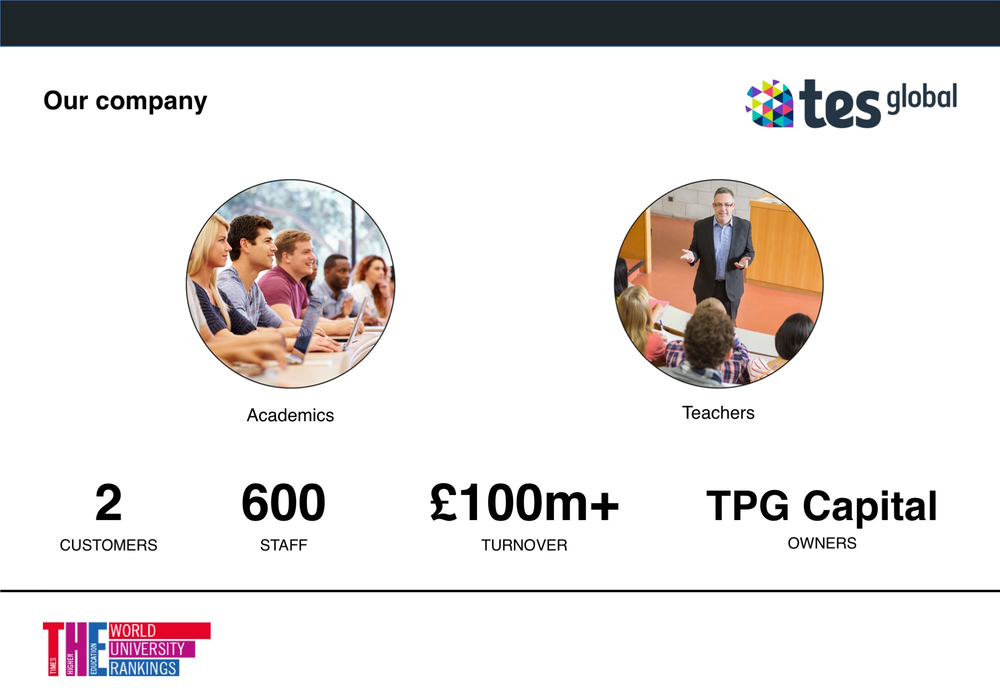 Our company
tes global
Academics
Teachers
2
CUSTOMERS
600
STAFF
£100m+
TURNOVER
TPG Capital
OWNERS
THE
TIMES
HIGHER
EDUCATION
WORLD
UNIVERSITY
RANKINGS